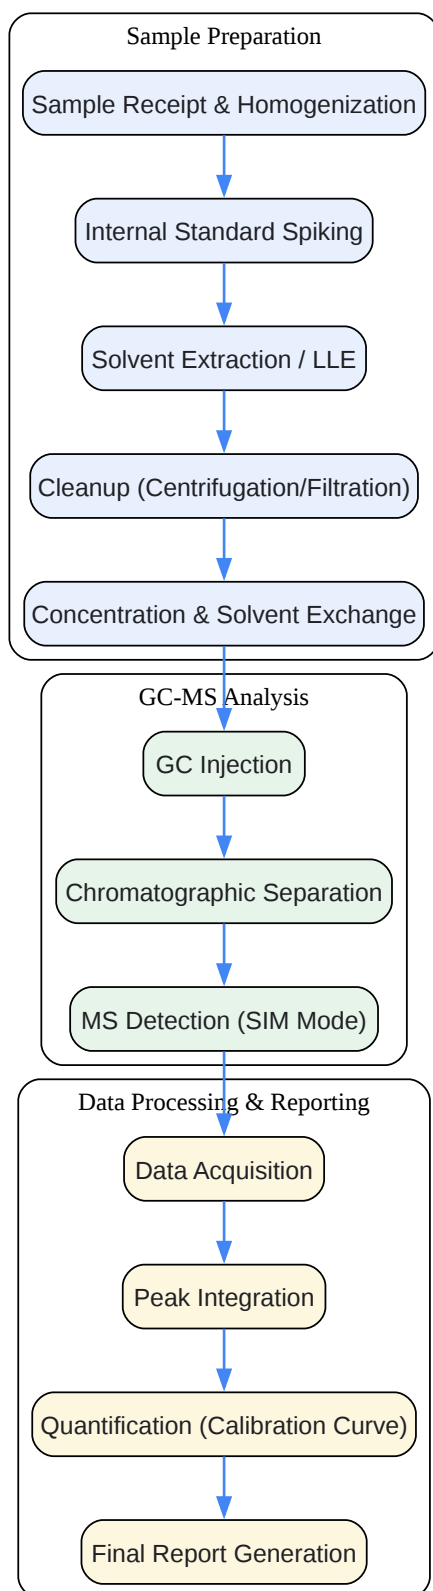 Sample Preparation
Sample Receipt & Homogenization
Internal Standard Spiking
Solvent Extraction / LLE
Cleanup (Centrifugation/Filtration)
Concentration & Solvent Exchange
GC-MS Analysis
GC Injection
Chromatographic Separation
MS Detection (SIM Mode)
Data Processing & Reporting
Data Acquisition
Peak Integration
Quantification (Calibration Curve)
Final Report Generation